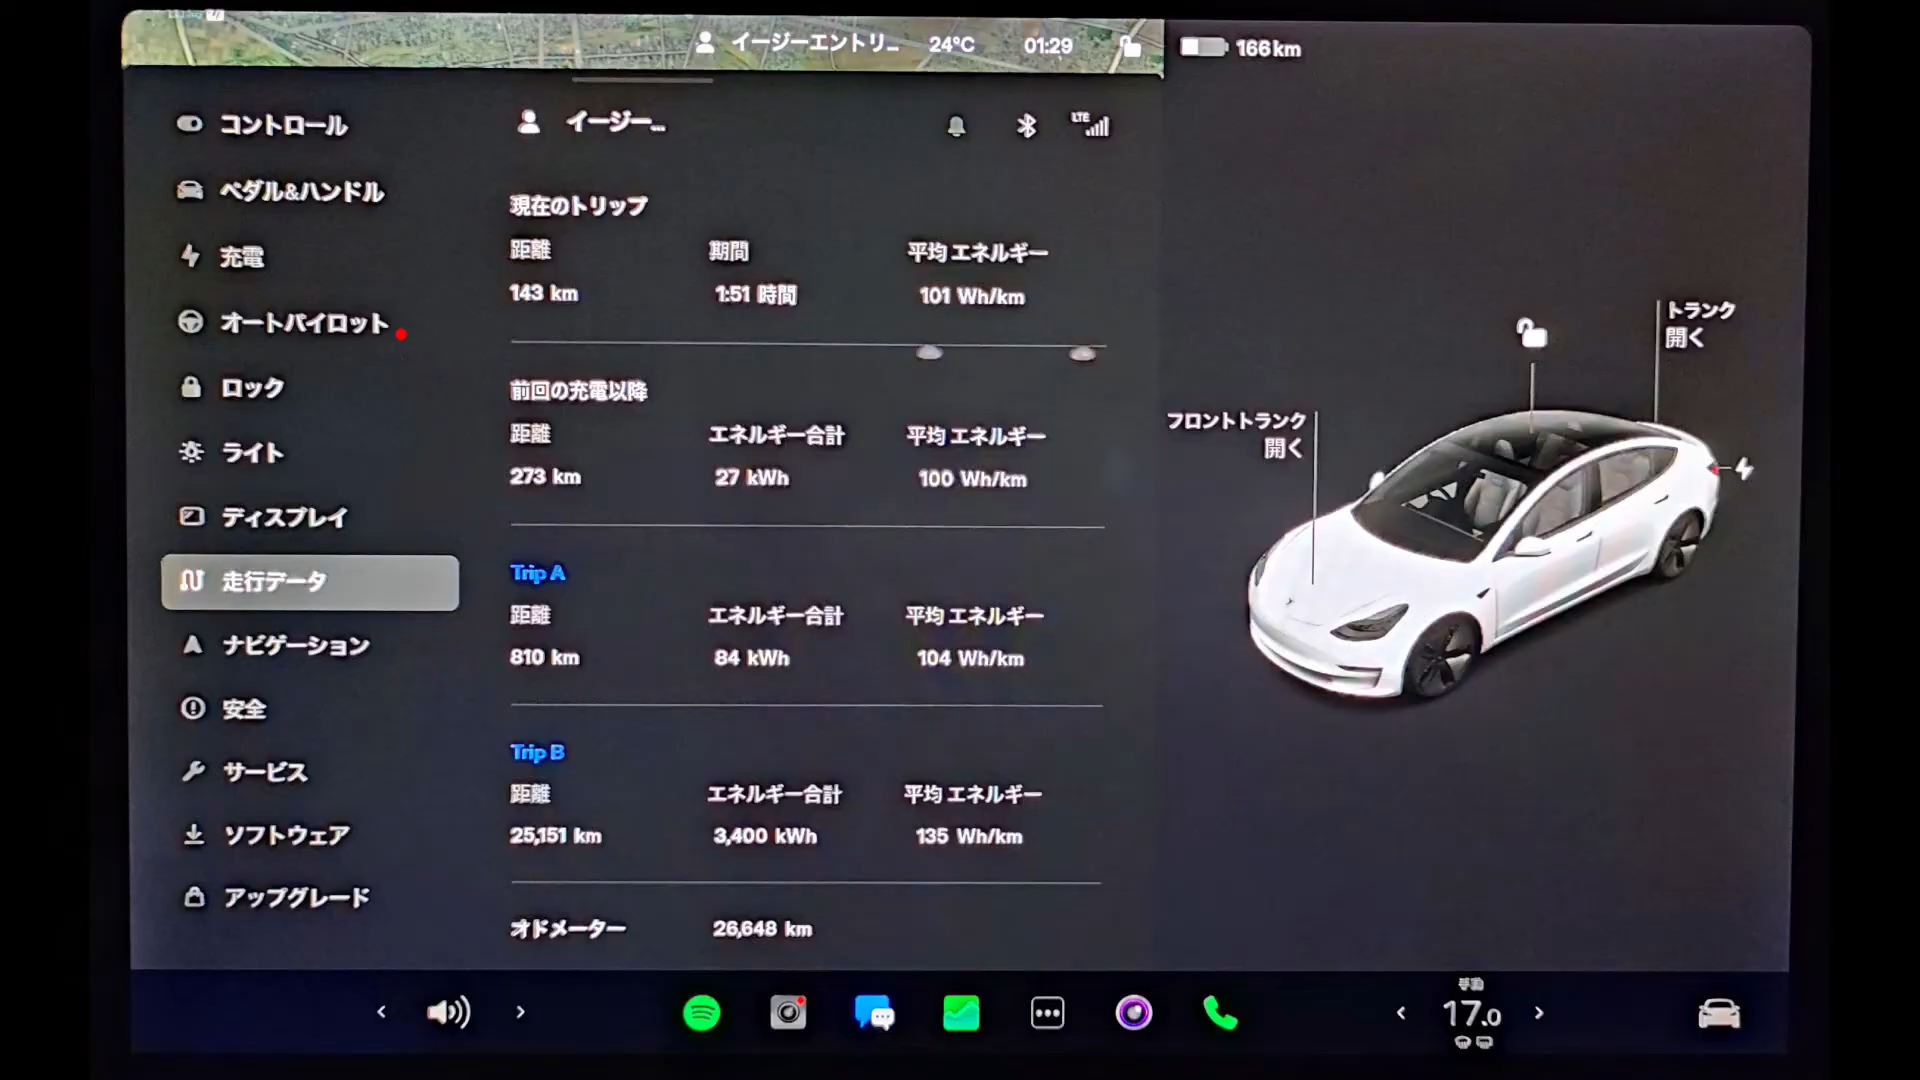 イージーエントリ...
24°C
01:29
166km
コントロール
ペダル&ハンドル
充電
オートパイロット
ロック
ライト
ディスプレイ
走行データ
ナビゲーション
安全
サービス
ソフトウェア
アップグレード
イージー...
LTE
現在のトリップ
距離 期間 平均 エネルギー
143 km 1:51 時間 101 Wh/km
前回の充電以降
距離 エネルギー合計 平均 エネルギー
273 km 27 kWh 100 Wh/km
Trip A
距離 エネルギー合計 平均 エネルギー
810 km 84 kWh 104 Wh/km
Trip B
距離 エネルギー合計 平均 エネルギー
25,151 km 3,400 kWh 135 Wh/km
オドメーター 26,648 km
フロントトランク
開く
トランク
開く
手動
17.0